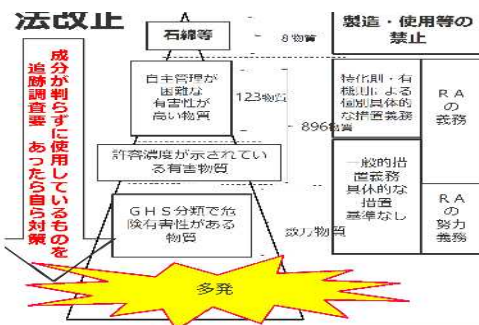 法改止
石綿等
8物質
製造・使用等の
禁止
自主管理が
困難な
有害性が
高い物質
123物質
特化則・有
機則による
個別具体的
な措置義務
RA
の
義務
896物質
許容濃度が示されてい
る有害物質
一般的措
置義務
具体的な
措置
基準なし
GHS分類で危
険有害性がある
物質
数万物質
RA
の
努力
義務
多発
成分が判らずに使用しているものを
追跡調査要 あったら自ら対策